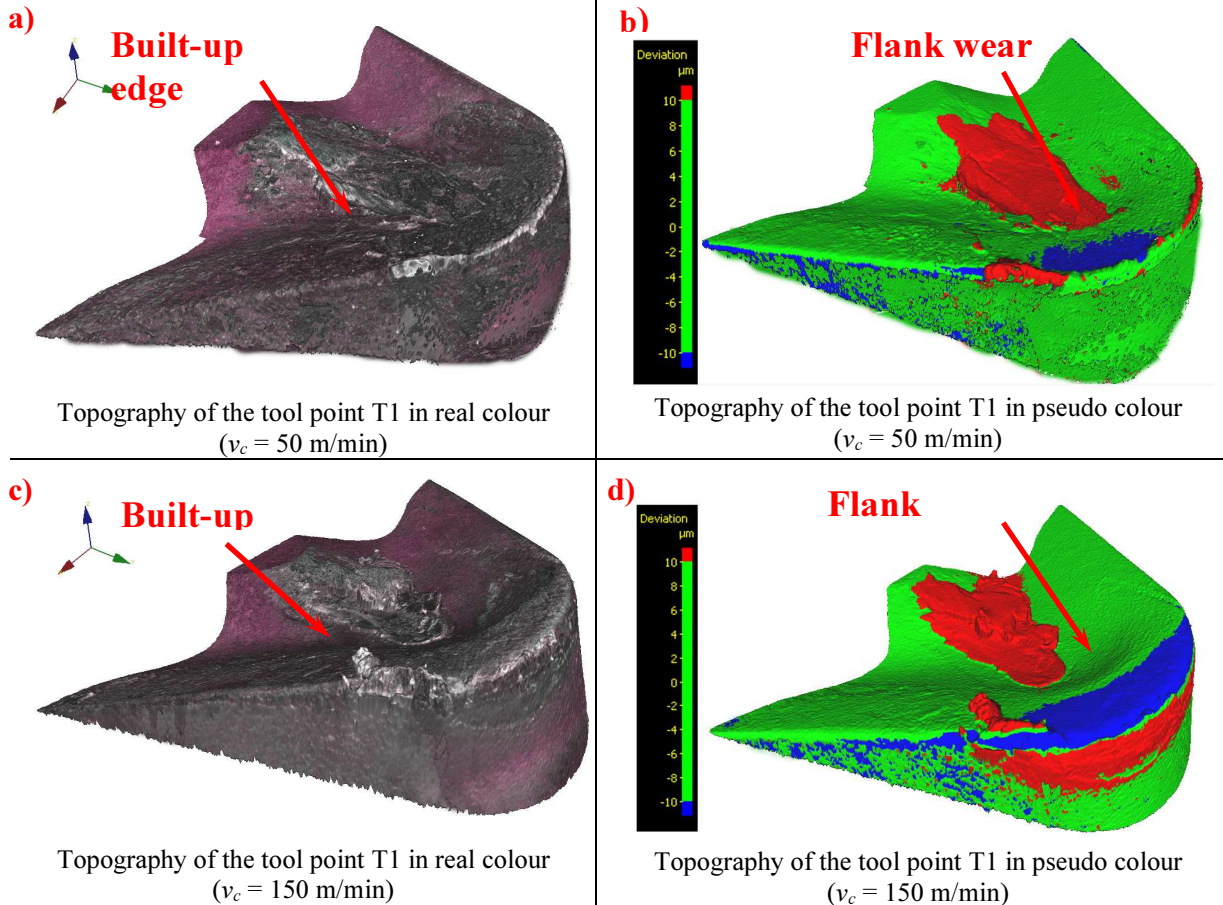 a)
Built-up
edge
Topography of the tool point T1 in real colour
(v_c = 50 m/min)
b)
Flank wear
Deviation
µm
10
8
6
4
2
0
-2
-4
-6
-8
-10
Topography of the tool point T1 in pseudo colour
(v_c = 50 m/min)
c)
Built-up
Topography of the tool point T1 in real colour
(v_c = 150 m/min)
d)
Flank
Deviation
µm
10
8
6
4
2
0
-2
-4
-6
-8
-10
Topography of the tool point T1 in pseudo colour
(v_c = 150 m/min)